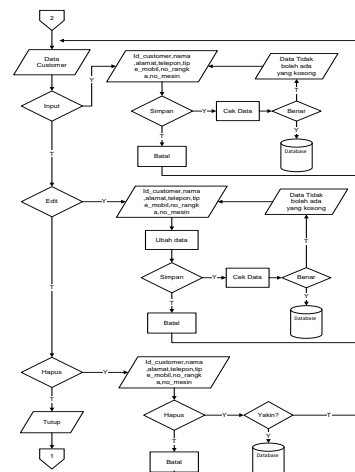 2
Data
Customer
Id_customer,nama
,alamat,telepon,tip
e_mobil,no_rangk
a,no_mesin
Data Tidak
boleh ada
yang kosong
Y
T
Input
Simpan
Y
Cek Data
Benar
T
T
Y
Batal
Database
T
Edit
Y
Id_customer,nama
,alamat,telepon,tip
e_mobil,no_rangk
a,no_mesin
Data Tidak
boleh ada
yang kosong
Ubah data
T
Simpan
Y
Cek Data
Benar
T
T
Y
Batal
Database
Hapus
Y
Id_customer,nama
,alamat,telepon,tip
e_mobil,no_rangk
a,no_mesin
T
Tutup
Hapus
Y
Yakin?
T
T
Y
1
Batal
Database